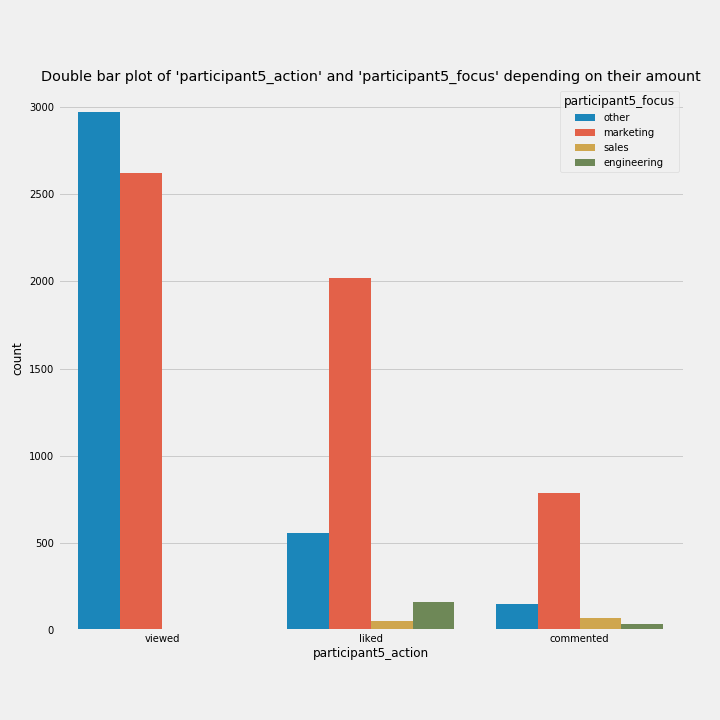 Double bar plot of 'participant5_action' and 'participant5_focus' depending on their amount
participant5_focus
other
marketing
sales
engineering
3000
2500
2000
1500
1000
500
0
count
viewed
liked
commented
participant5_action